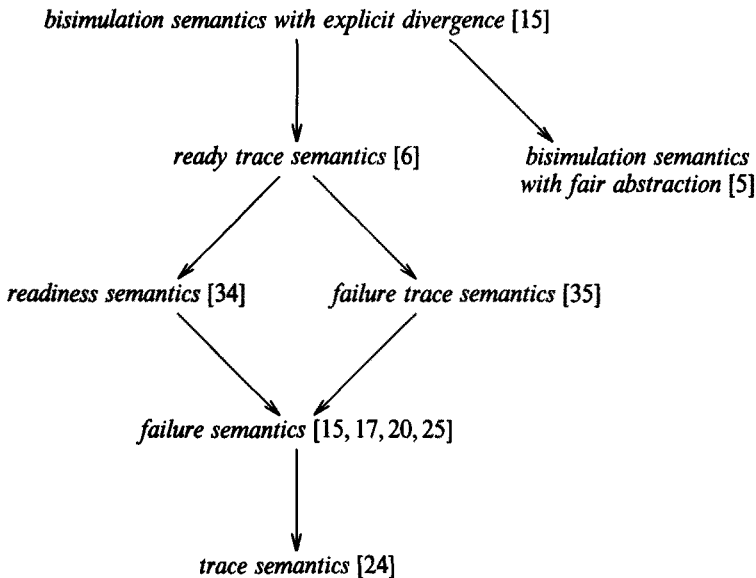 bisimulation semantics with explicit divergence [15]
ready trace semantics [6]
bisimulation semantics
with fair abstraction [5]
readiness semantics [34]
failure trace semantics [35]
failure semantics [15, 17, 20, 25]
trace semantics [24]